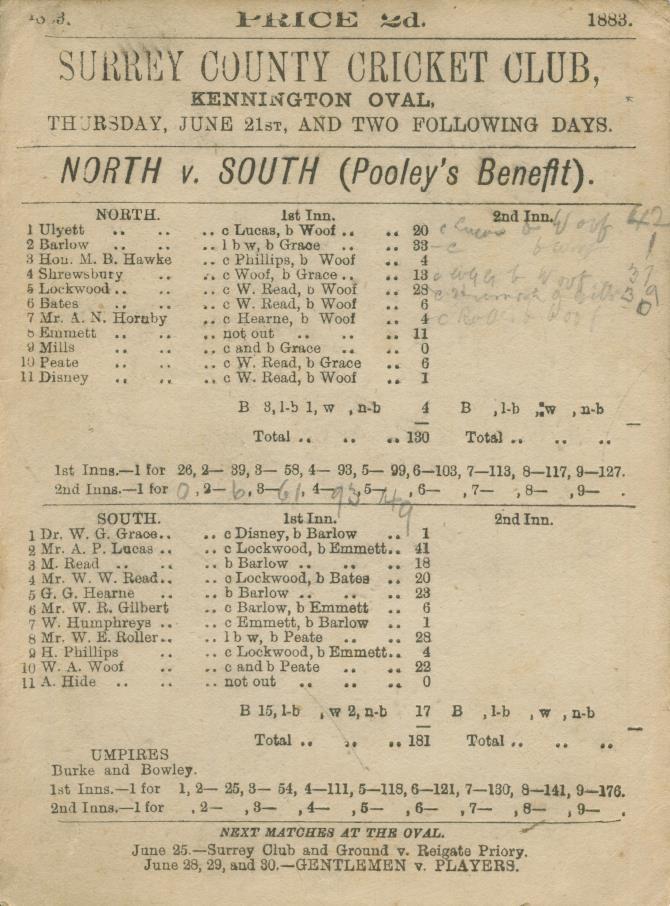 PRICE 2d. 1883.
SURREY COUNTY CRICKET CLUB,
KENNINGTON OVAL,
THURSDAY, JUNE 21ST, AND TWO FOLLOWING DAYS.
NORTH v. SOUTH (Pooley's Benefit).
NORTH. 1st Inn. 2nd Inn.
1 Ulyett .. .. c Lucas, b Woof .. .. 20 c Lucas b Woof 42
2 Barlow .. .. l b w, b Grace .. .. 33 c b Woof 1
3 Hon. M. B. Hawke .. c Phillips, b Woof .. 4
4 Shrewsbury .. .. c Woof, b Grace .. .. 13 b Woof
5 Lockwood .. .. .. c W. Read, b Woof .. 28
6 Bates .. .. .. c W. Read, b Woof .. 6 0
7 Mr. A. N. Hornby .. c Hearne, b Woof .. 4
8 Emmett .. .. .. not out .. .. .. 11
9 Mills .. .. .. c and b Grace .. .. 0
10 Peate .. .. .. c W. Read, b Grace .. 6
11 Disney .. .. .. c W. Read, b Woof .. 1
B 3, l-b 1, w , n-b 4 B , l-b , w , n-b
Total .. .. .. 130 Total .. .. ..
1st Inns.—1 for 26, 2— 39, 3— 58, 4— 93, 5— 99, 6—103, 7—113, 8—117, 9—127.
2nd Inns.—1 for 0 , 2— 6 , 3— 61 , 4— 93 , 5— , 6— , 7— , 8— , 9— .
SOUTH. 1st Inn. 2nd Inn.
1 Dr. W. G. Grace.. .. c Disney, b Barlow .. 1
2 Mr. A. P. Lucas .. .. c Lockwood, b Emmett.. 41
3 M. Read .. .. .. b Barlow .. .. .. 18
4 Mr. W. W. Read.. .. c Lockwood, b Bates .. 20
5 G. G. Hearne .. .. b Barlow .. .. .. 23
6 Mr. W. R. Gilbert .. c Barlow, b Emmett .. 6
7 W. Humphreys .. .. c Emmett, b Barlow .. 1
8 Mr. W. E. Roller.. .. l b w, b Peate .. .. 28
9 H. Phillips .. .. c Lockwood, b Emmett.. 4
10 W. A. Woof .. .. c and b Peate .. .. 22
11 A. Hide .. .. .. not out .. .. .. 0
B 15, l-b , w 2, n-b 17 B , l-b , w , n-b
Total .. .. .. 181 Total .. .. ..
UMPIRES
Burke and Bowley.
1st Inns.—1 for 1, 2— 25, 3— 54, 4—111, 5—118, 6—121, 7—130, 8—141, 9—176.
2nd Inns.—1 for , 2— , 3— , 4— , 5— , 6— , 7— , 8— , 9— .
NEXT MATCHES AT THE OVAL.
June 25.—Surrey Club and Ground v. Reigate Priory.
June 28, 29, and 30.—GENTLEMEN v. PLAYERS.